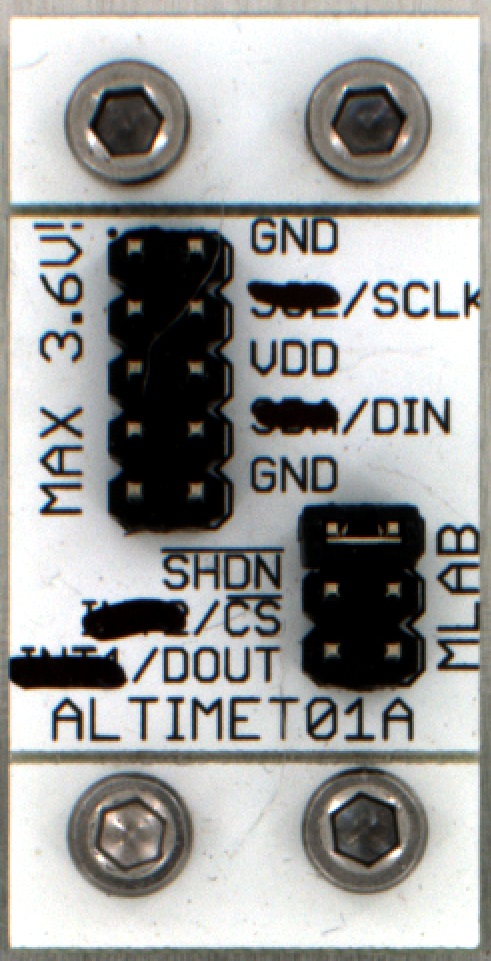 MAX 3.6V!
GND
/SCLK
VDD
/DIN
GND
SHDN
/CS
/DOUT
MLAB
ALTIMET01A